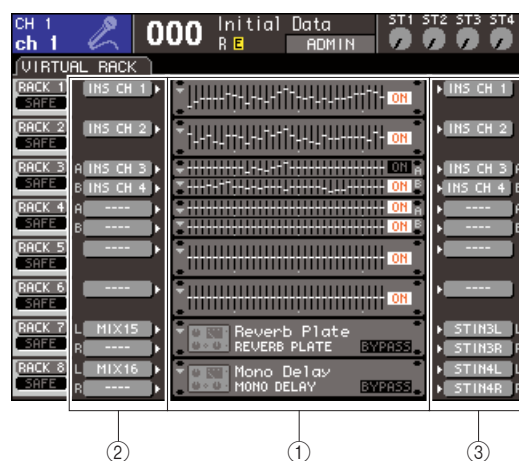 CH 1 000 Initial Data ST1 ST2 ST3 ST4
ch 1 R E ADMIN
VIRTUAL RACK
RACK 1 INS CH 1 ON INS CH 1
SAFE
RACK 2 INS CH 2 ON INS CH 2
SAFE
RACK 3 A INS CH 3 ON A INS CH 3 A
SAFE B INS CH 4 ON B INS CH 4 B
RACK 4 A ---- ON A ----
SAFE B ---- ON B
RACK 5 ---- ON ----
SAFE
RACK 6 ---- ON ----
SAFE
RACK 7 L MIX15 Reverb Plate STIN3L
SAFE R ---- REVERB PLATE BYPASS STIN3R
RACK 8 L MIX16 Mono Delay STIN4L
SAFE R ---- MONO DELAY BYPASS STIN4R
② ① ③